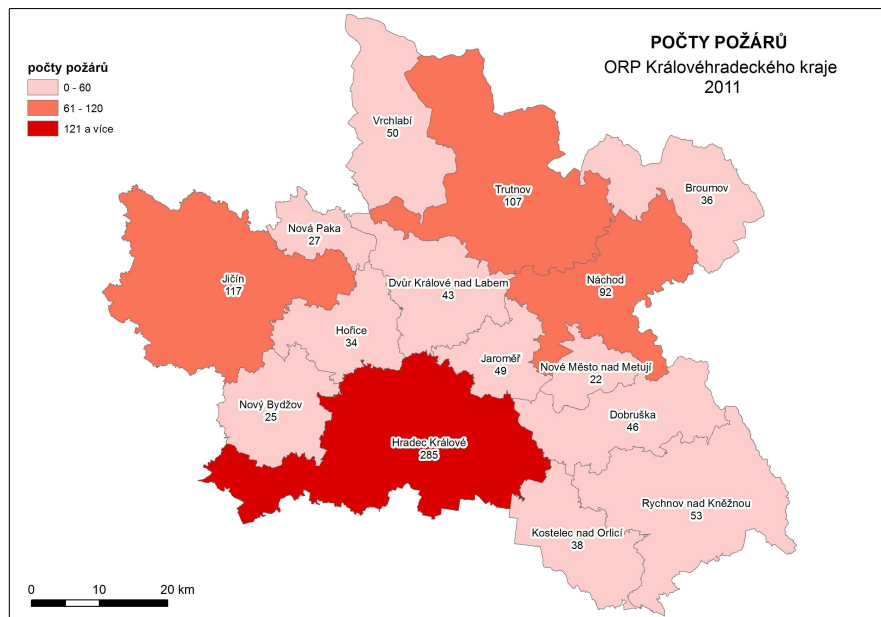 POČTY POŽÁRŮ
ORP Královéhradeckého kraje
2011
počty požárů
0 - 60
61 - 120
121 a více
Vrchlabí
50
Trutnov
107
Broumov
36
Nová Paka
27
Jičín
117
Dvůr Králové nad Labem
43
Náchod
92
Hořice
34
Jaroměř
49
Nové Město nad Metují
22
Nový Bydžov
25
Dobruška
46
Hradec Králové
285
Rychnov nad Kněžnou
53
Kostelec nad Orlicí
38
0 10 20 km